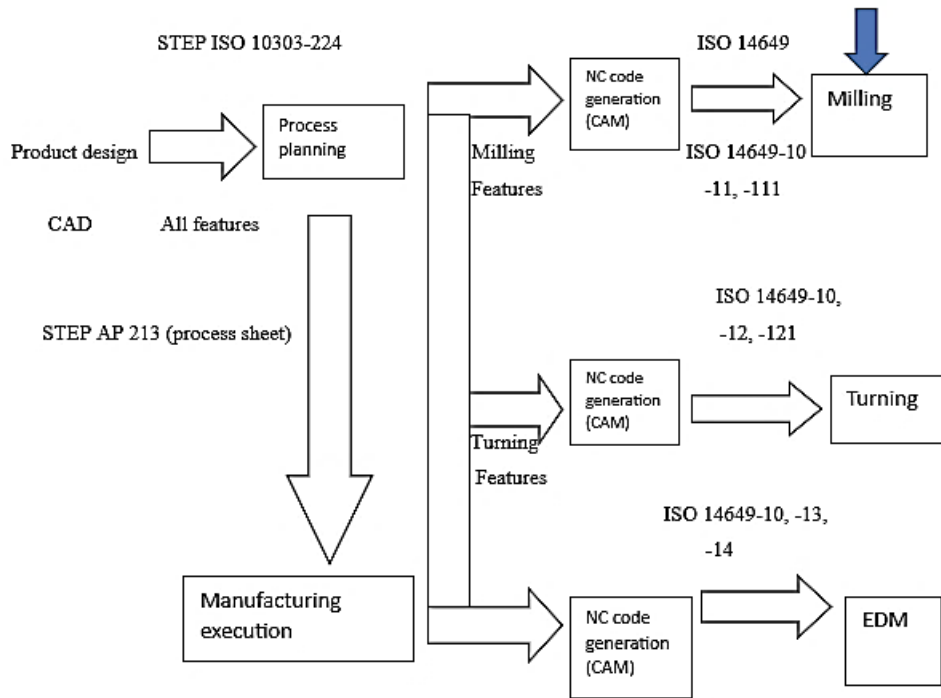 STEP ISO 10303-224
ISO 14649
NC code
generation
(CAM)
Milling
Process
planning
Product design
Milling
Features
ISO 14649-10
-11, -111
CAD
All features
ISO 14649-10,
-12, -121
STEP AP 213 (process sheet)
NC code
generation
(CAM)
Turning
Turning
Features
ISO 14649-10, -13,
-14
Manufacturing
execution
NC code
generation
(CAM)
EDM